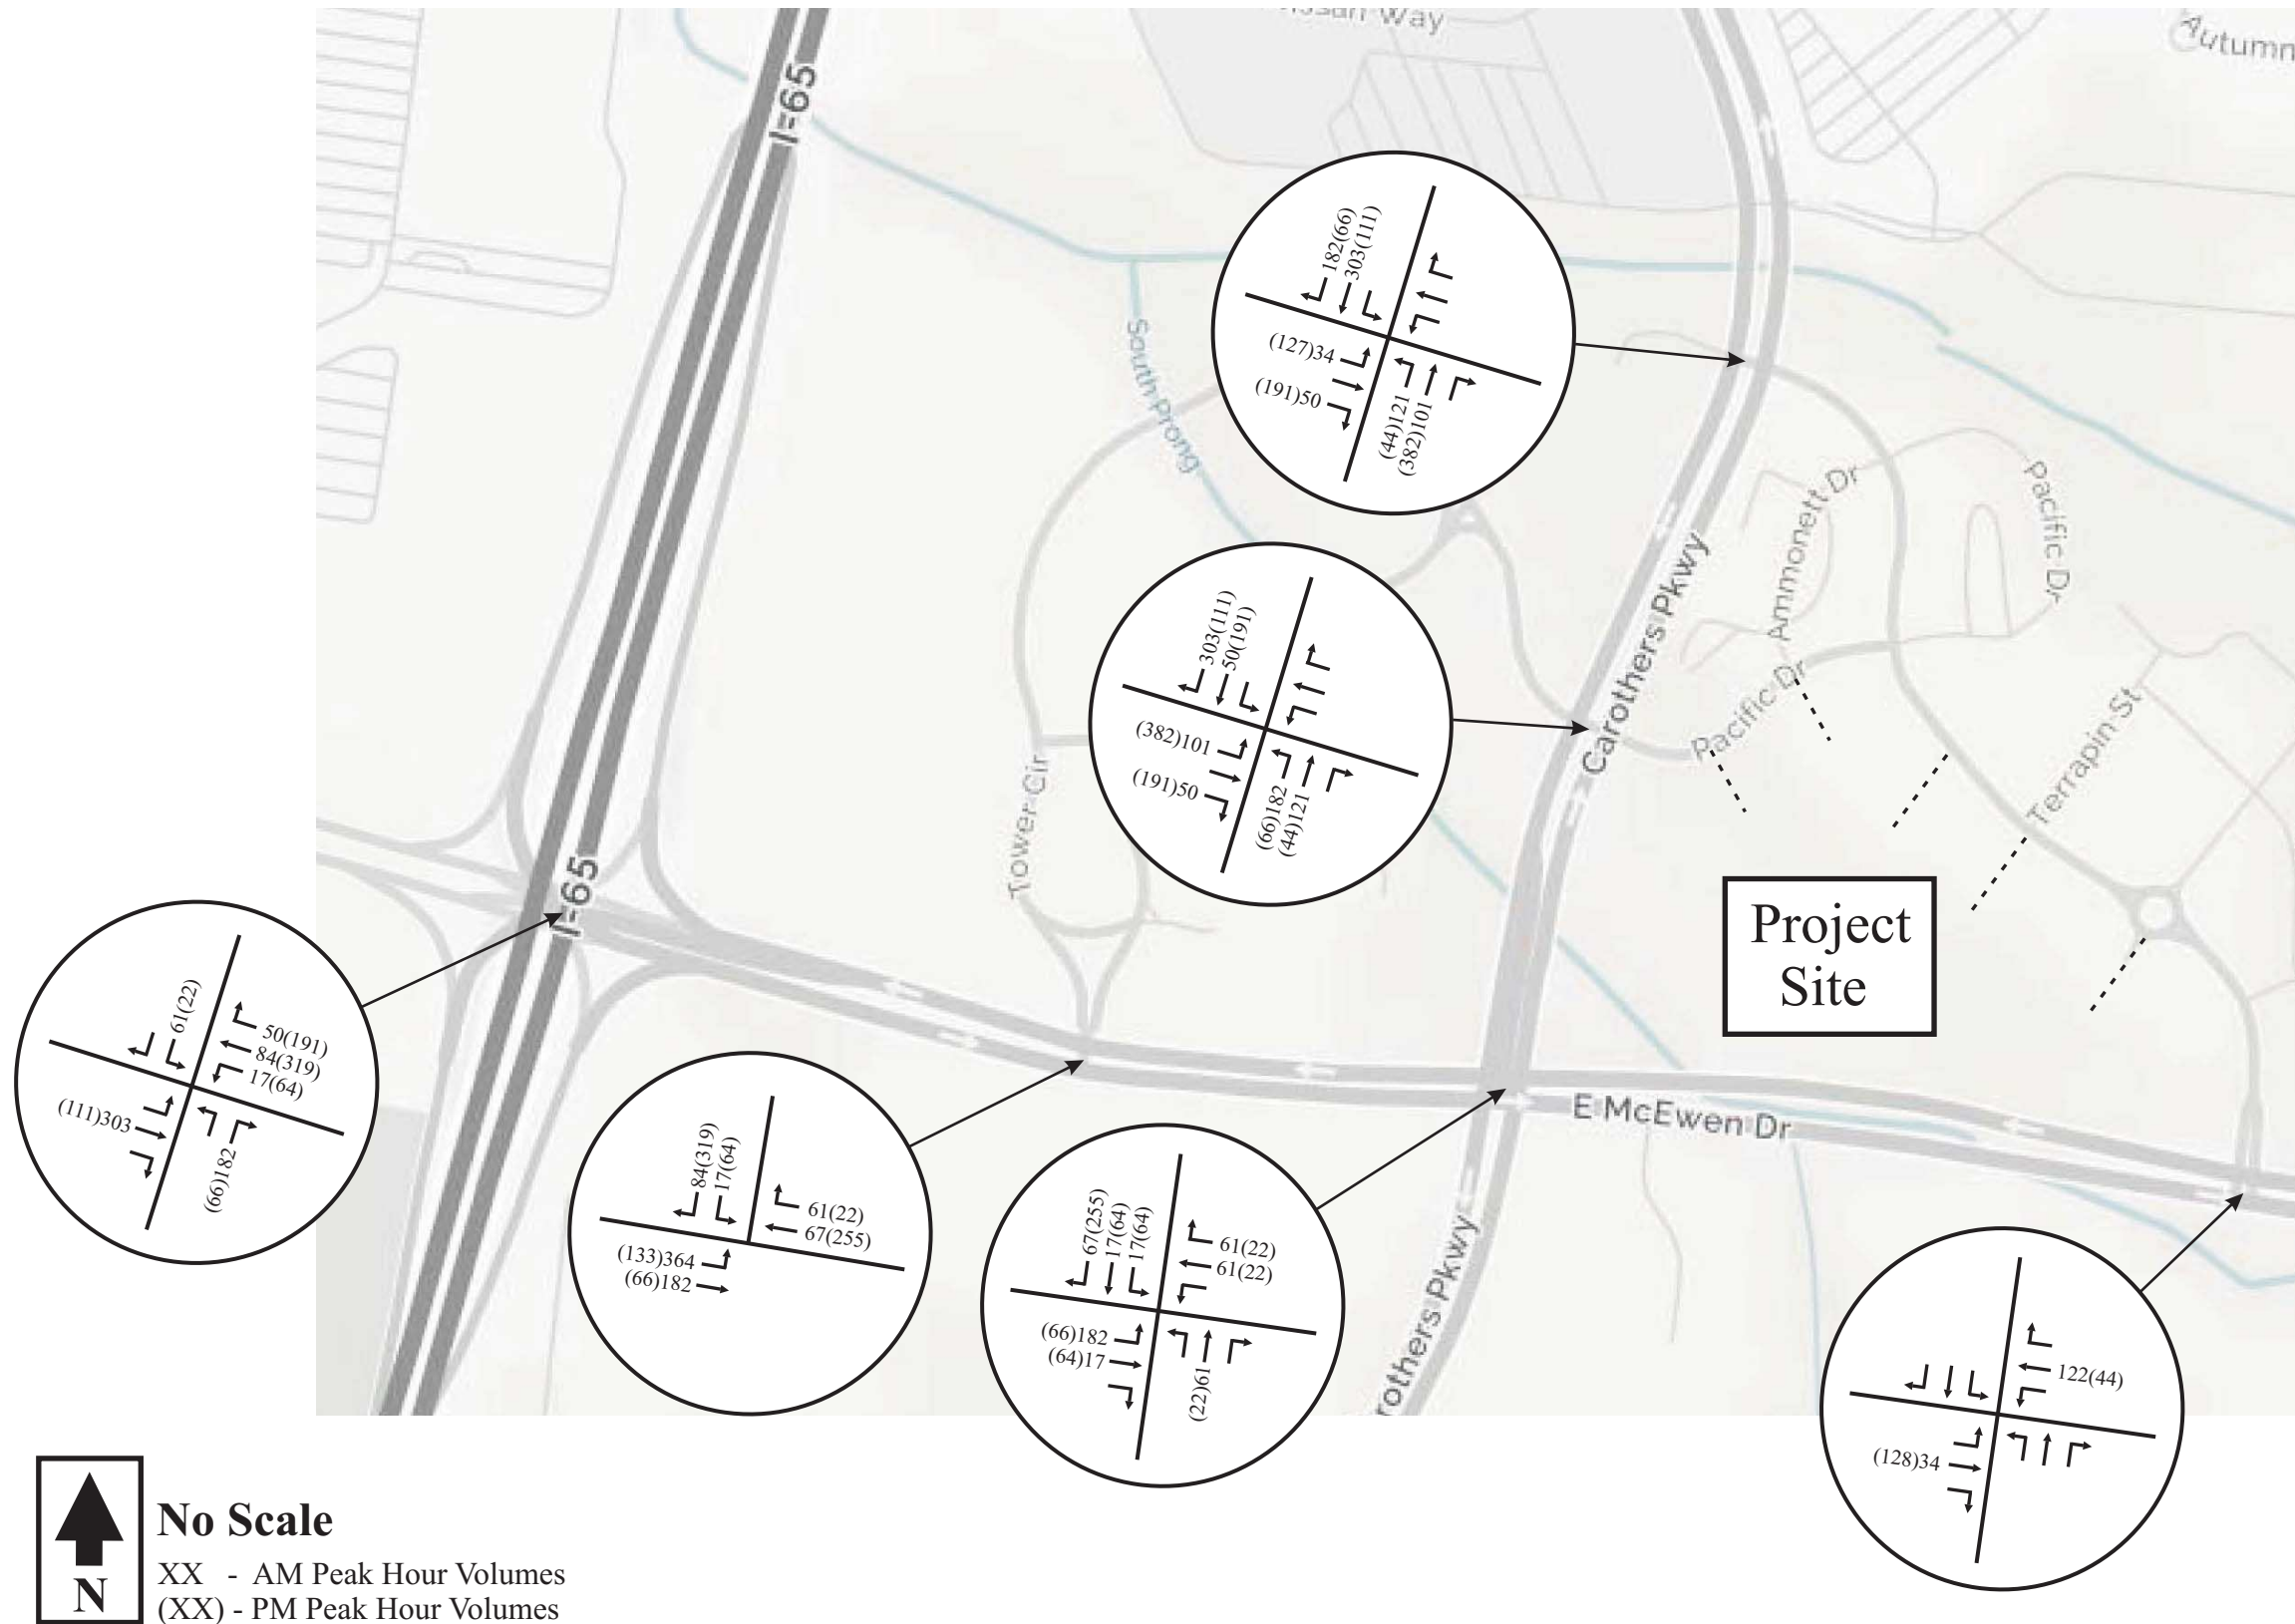 I-65
Autumn
South Prong
182(66)
303(111)
(127)34
(191)50
(44)121
(382)101
Ammonett Dr
Pacific Dr
Carothers Pkwy
303(111)
50(191)
(382)101
(191)50
(66)182
(44)121
Pacific Dr
Terrapin St
Tower Cir
I-65
Project
Site
61(22)
50(191)
84(319)
17(64)
(111)303
(66)182
84(319)
17(64)
61(22)
67(255)
(133)364
(66)182
E McEwen Dr
67(255)
17(64)
17(64)
61(22)
61(22)
(66)182
(64)17
(22)61
rothers Pkwy
122(44)
(128)34
N
No Scale
XX - AM Peak Hour Volumes
(XX) - PM Peak Hour Volumes